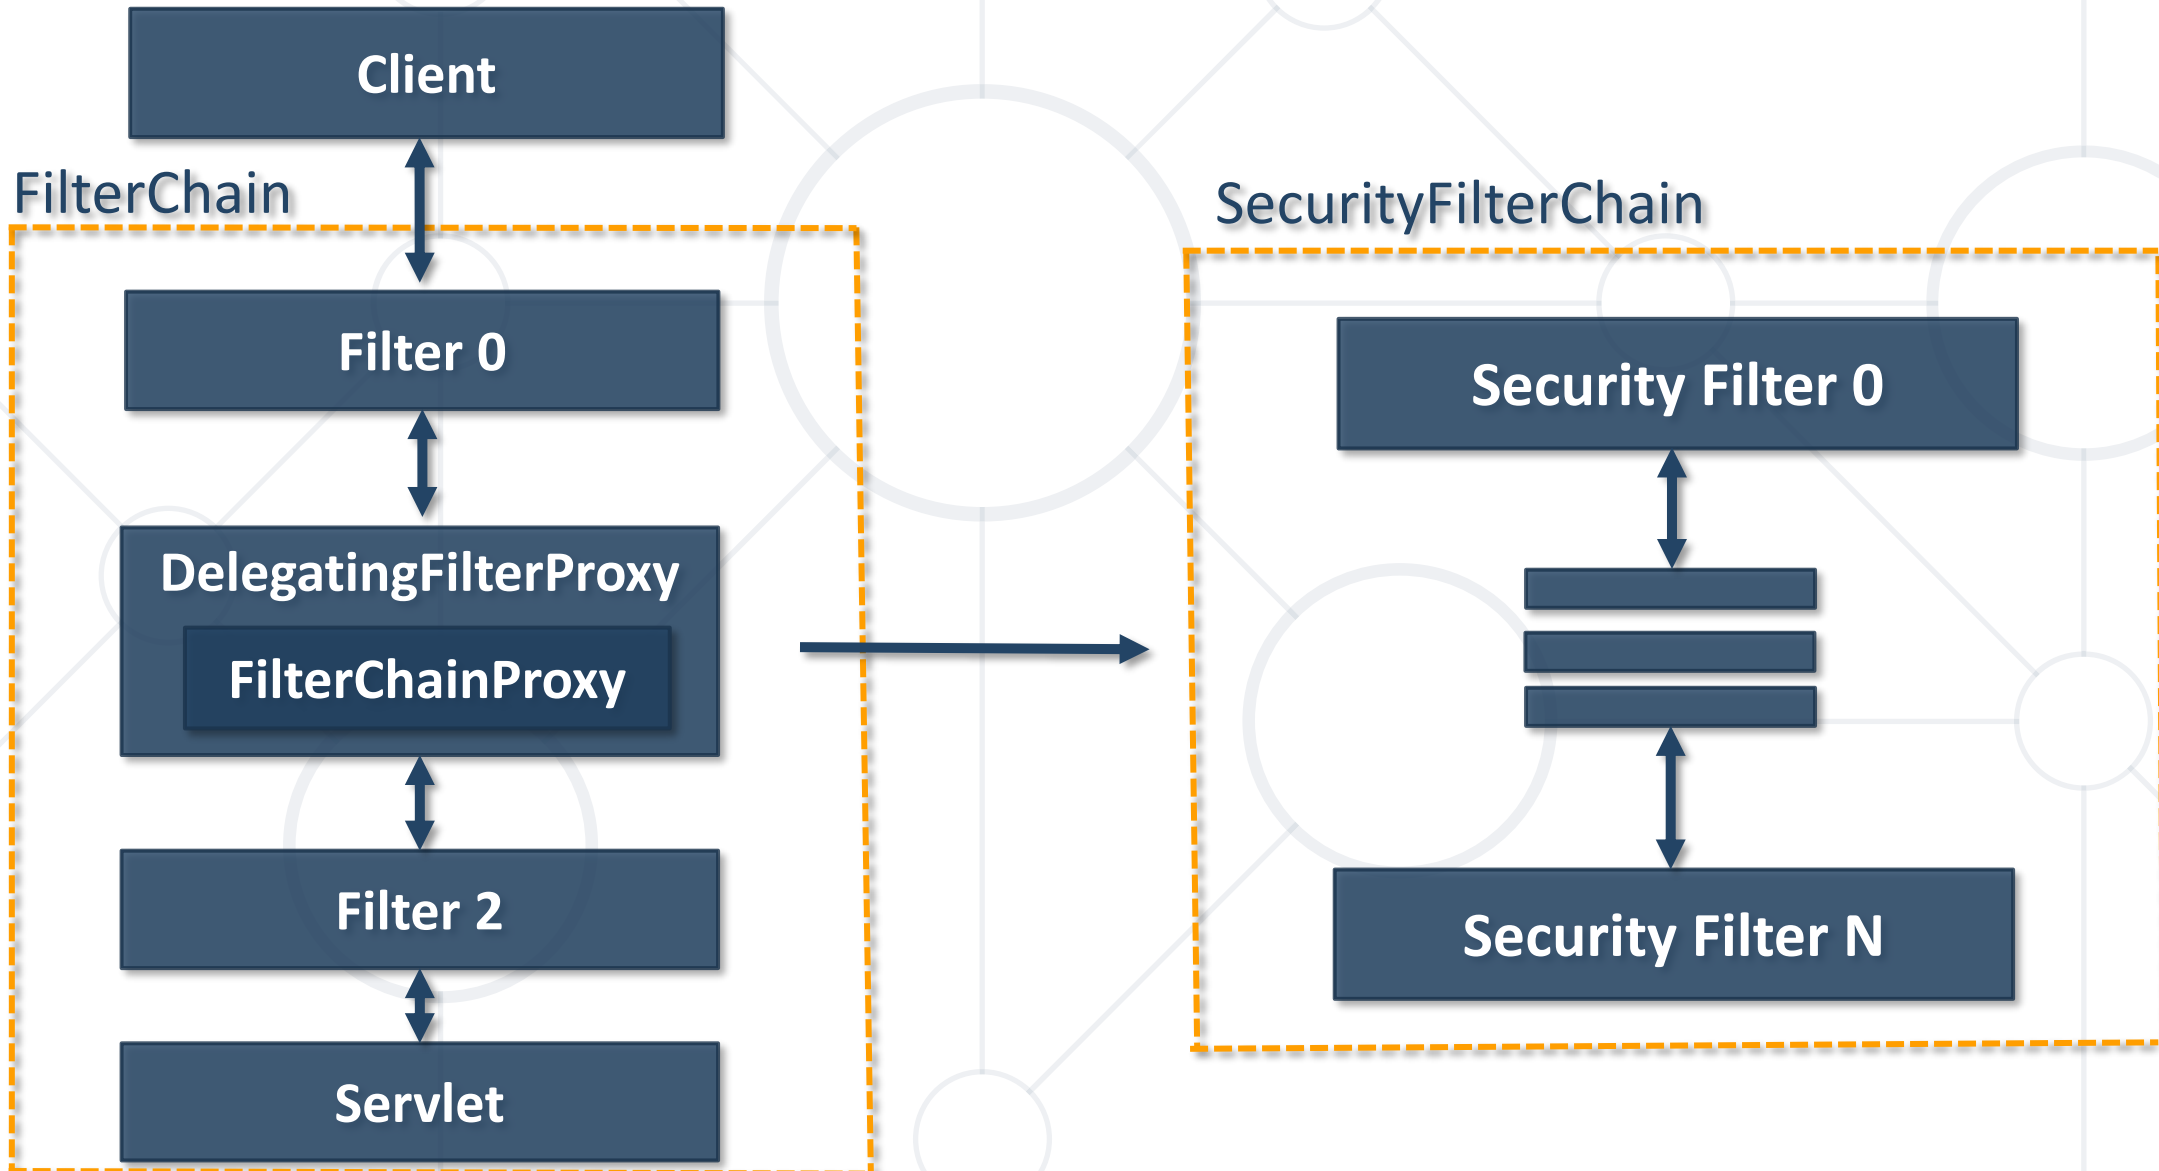 Client
FilterChain
Filter 0
DelegatingFilterProxy
FilterChainProxy
Filter 2
Servlet
SecurityFilterChain
Security Filter 0
Security Filter N